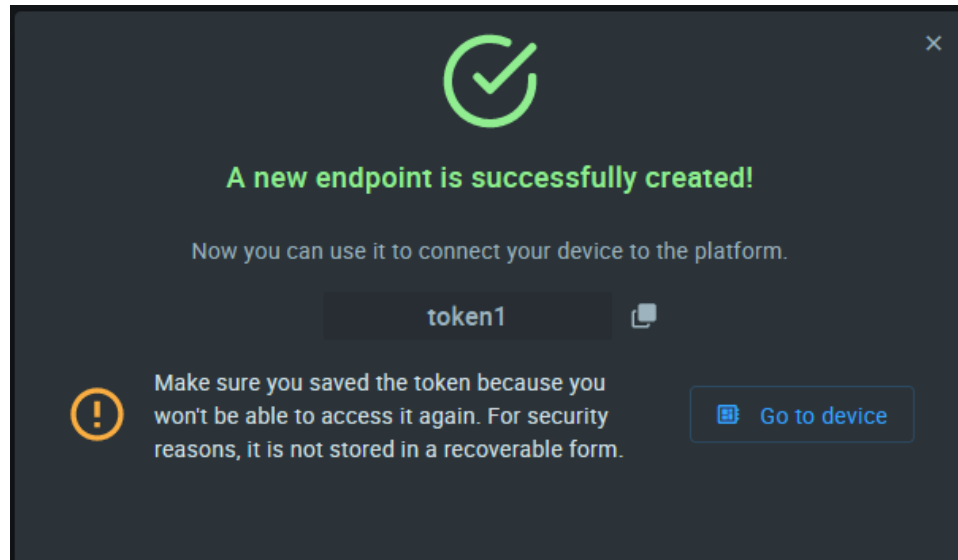 A new endpoint is successfully created!
Now you can use it to connect your device to the platform.
token1
Make sure you saved the token because you
won't be able to access it again. For security
reasons, it is not stored in a recoverable form.
Go to device